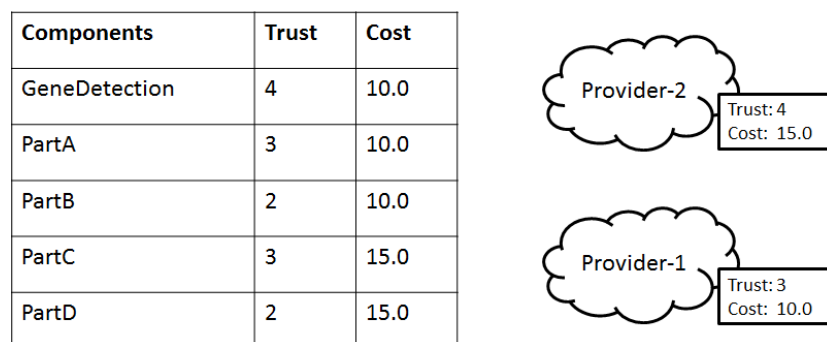 Components Trust Cost
GeneDetection 4 10.0
PartA 3 10.0
PartB 2 10.0
PartC 3 15.0
PartD 2 15.0
Provider-2
Trust: 4
Cost: 15.0
Provider-1
Trust: 3
Cost: 10.0